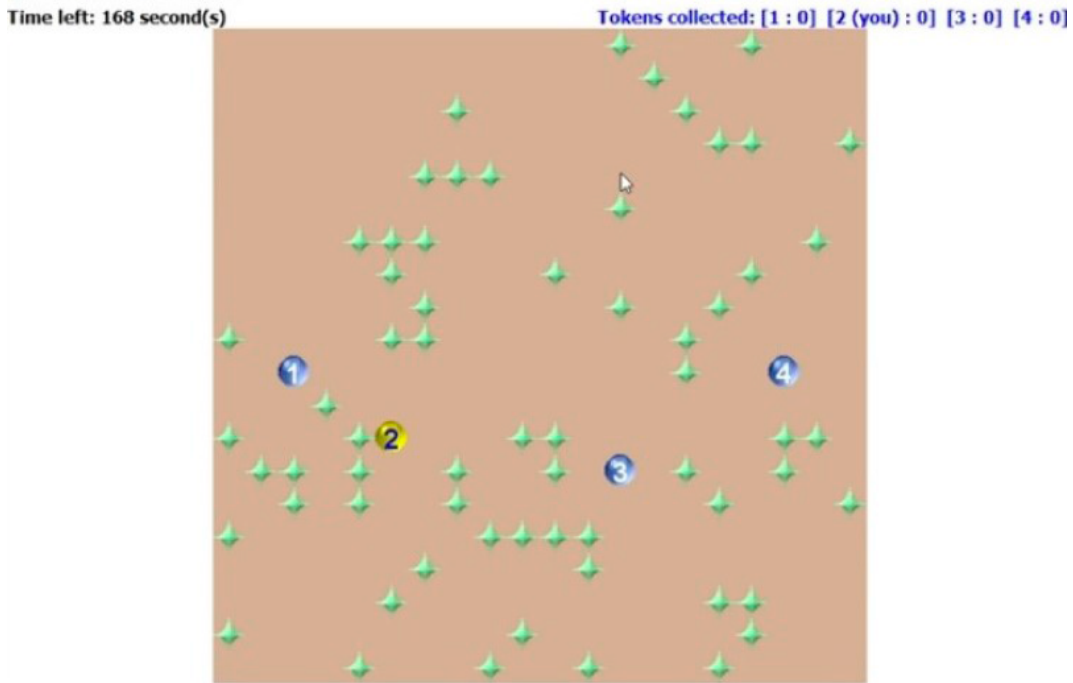 Time left: 168 second(s)
Tokens collected: [1 : 0] [2 (you) : 0] [3 : 0] [4 : 0]
1
4
2
3